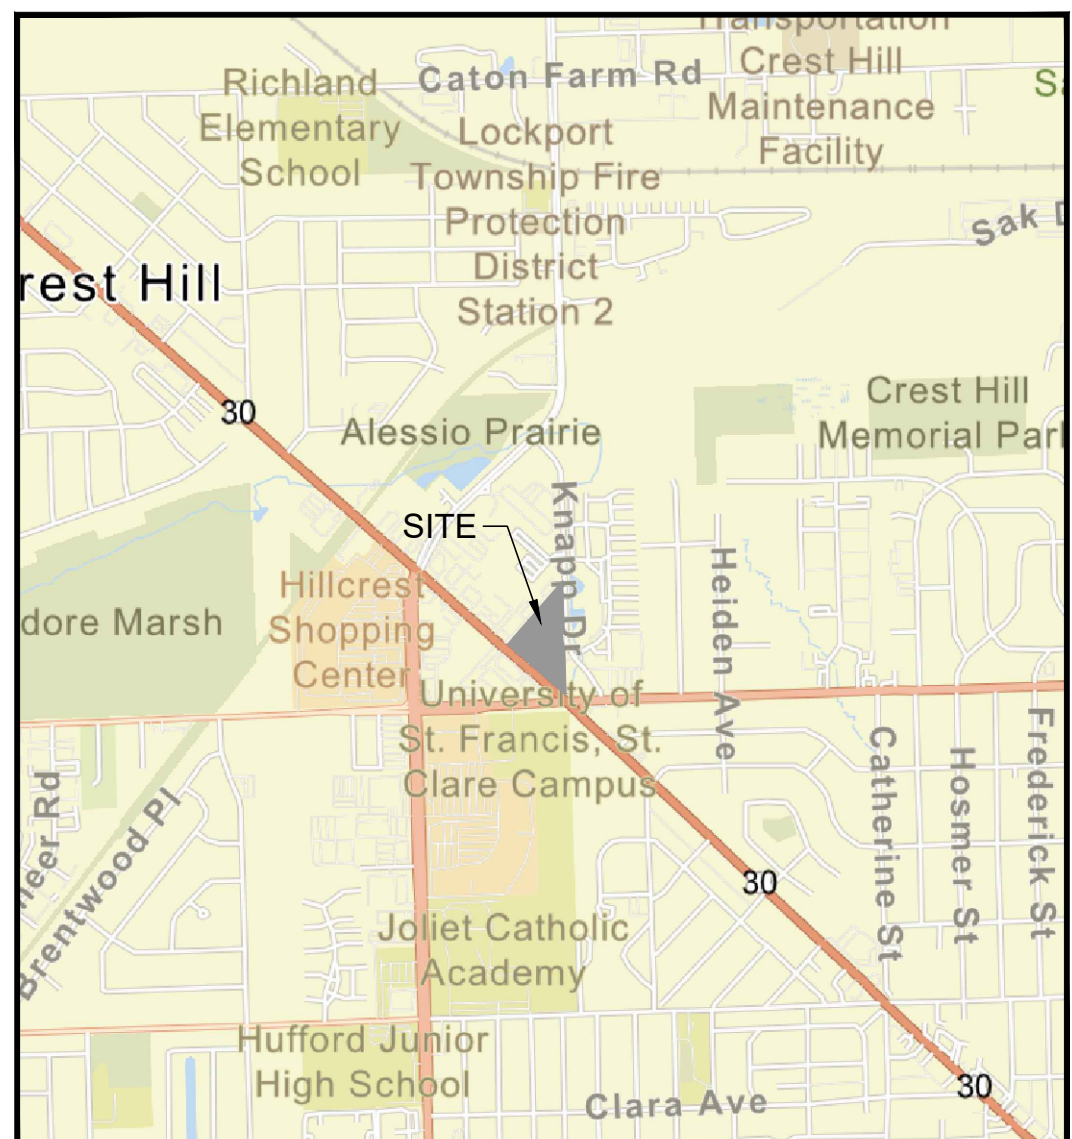 Transportation
Crest Hill
Maintenance
Facility
Caton Farm Rd
Richland
Elementary
School
Lockport
Township Fire
Protection
District
Station 2
Sak D
rest Hill
30
Alessio Prairie
Crest Hill
Memorial Park
Knapp Dr
SITE
Heiden Ave
Hillcrest
Shopping
Center
dore Marsh
University of
St. Francis, St.
Clare Campus
Catherine St
Hosmer St
Frederick St
Brentwood Pl
30
Joliet Catholic
Academy
Hufford Junior
High School
Clara Ave
30